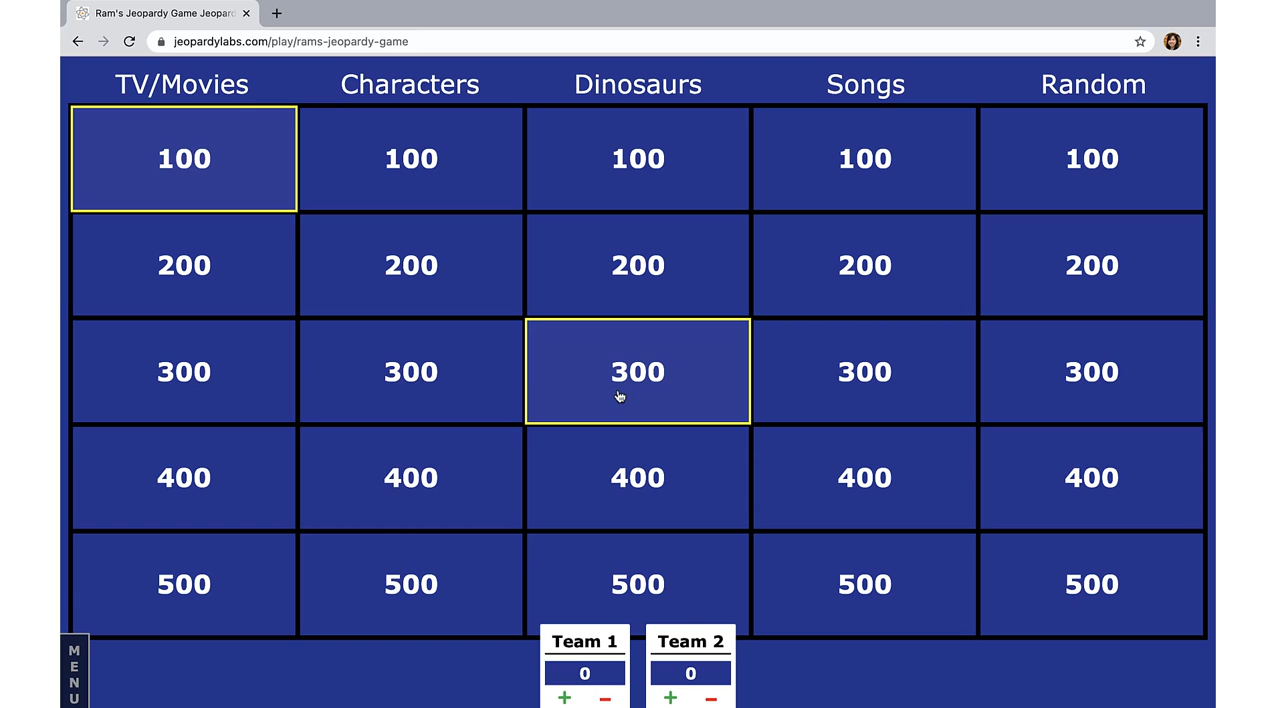 Ram's Jeopardy Game Jeopard
jeopardylabs.com/play/rams-jeopardy-game
TV/Movies Characters Dinosaurs Songs Random
100 100 100 100 100
200 200 200 200 200
300 300 300 300 300
400 400 400 400 400
500 500 500 500 500
MENU
Team 1 Team 2
0 0
+ − + −